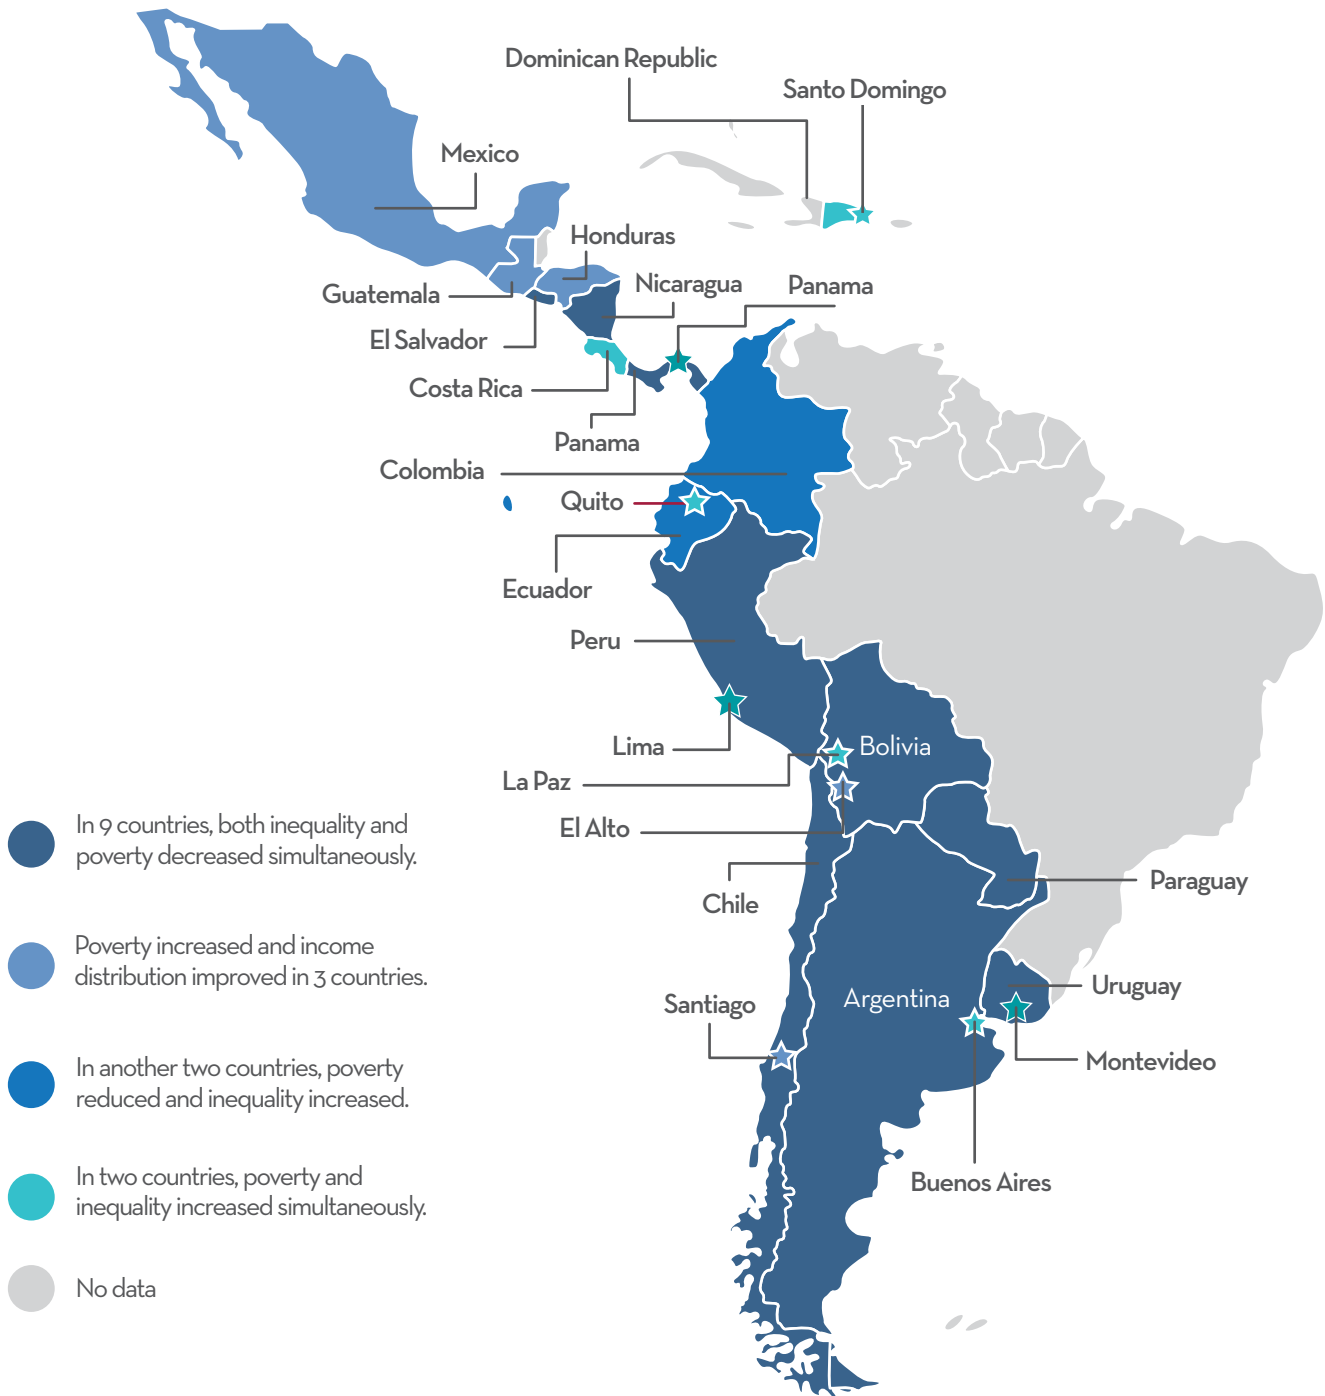 Dominican Republic
Santo Domingo
Mexico
Honduras
Nicaragua
Panama
Guatemala
El Salvador
Costa Rica
Panama
Colombia
Quito
Ecuador
Peru
Lima
Bolivia
La Paz
El Alto
Chile
Paraguay
Uruguay
Argentina
Santiago
Montevideo
Buenos Aires
In 9 countries, both inequality and
poverty decreased simultaneously.
Poverty increased and income
distribution improved in 3 countries.
In another two countries, poverty
reduced and inequality increased.
In two countries, poverty and
inequality increased simultaneously.
No data